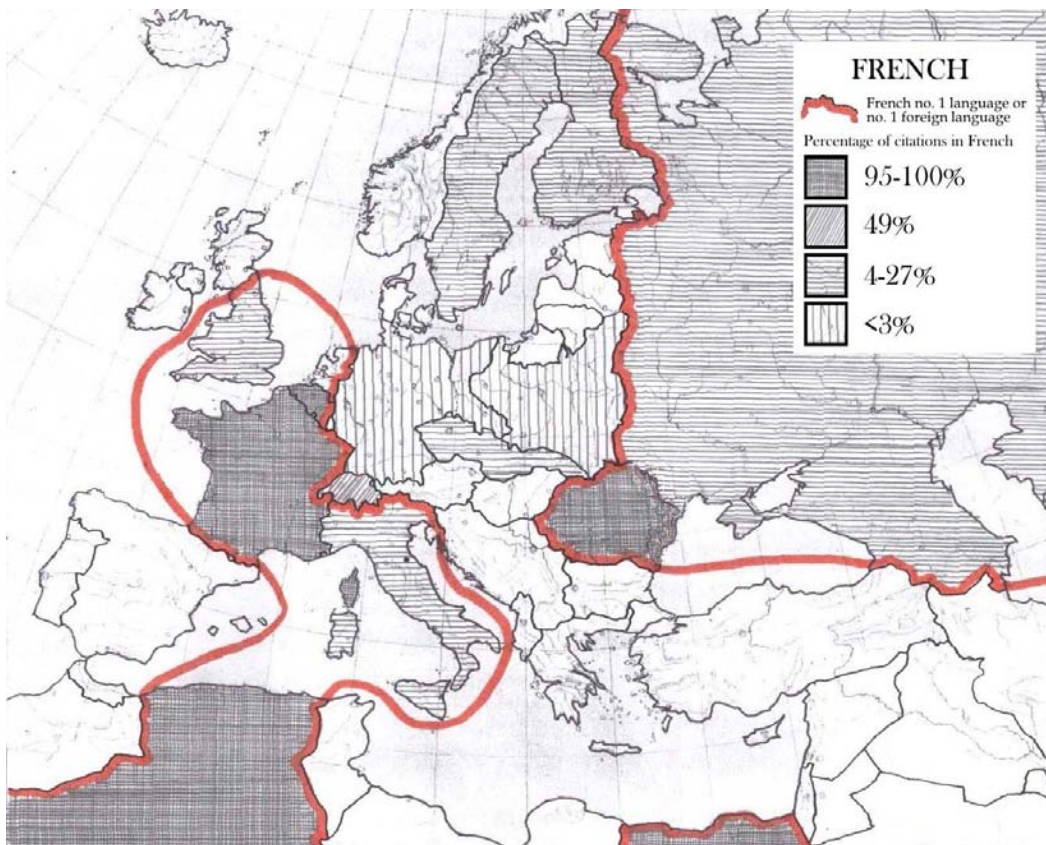 FRENCH
French no. 1 language or
no. 1 foreign language
Percentage of citations in French
95-100%
49%
4-27%
<3%